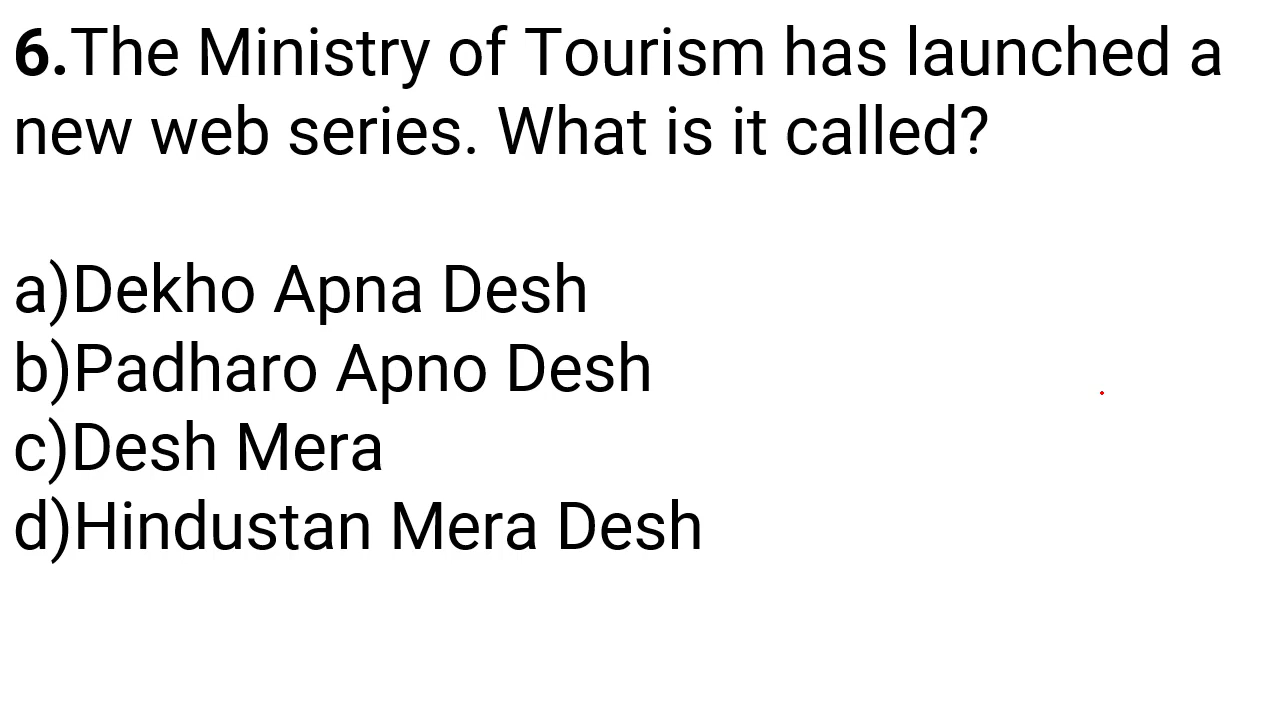 6.The Ministry of Tourism has launched a
new web series. What is it called?
a)Dekho Apna Desh
b)Padharo Apno Desh
c)Desh Mera
d)Hindustan Mera Desh